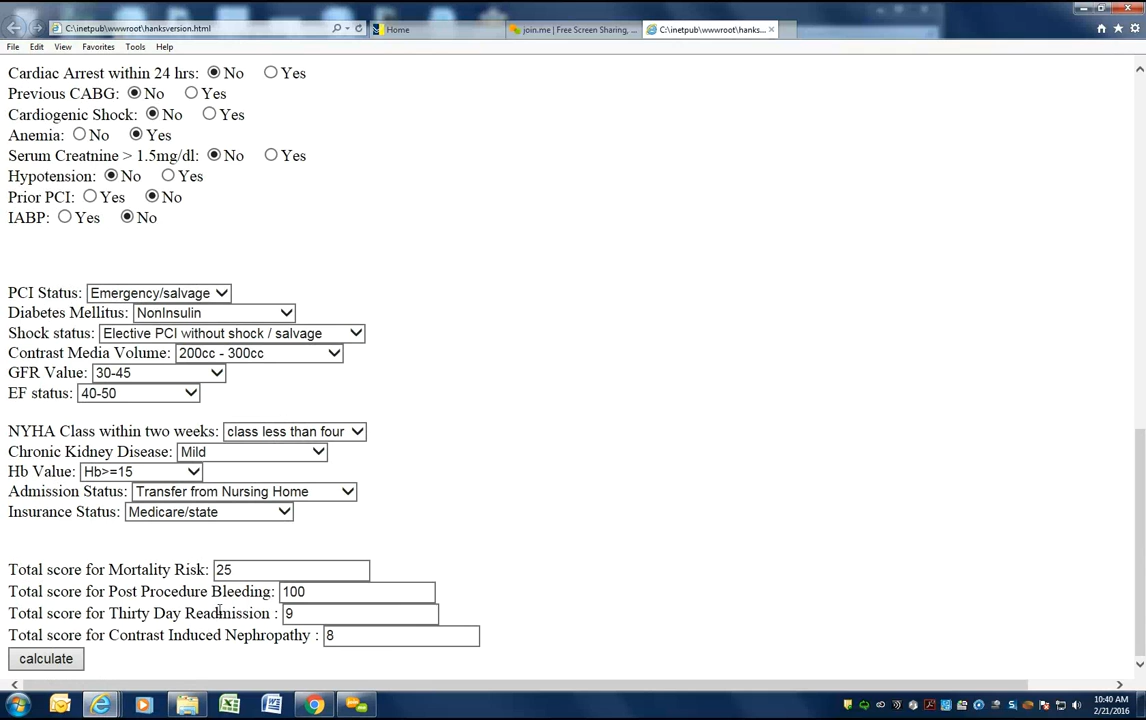 C:\inetpub\wwwroot\hanksversion.html
Home
join.me | Free Screen Sharing, ...
C:\inetpub\wwwroot\hanks...
File Edit View Favorites Tools Help
Cardiac Arrest within 24 hrs: No Yes
Previous CABG: No Yes
Cardiogenic Shock: No Yes
Anemia: No Yes
Serum Creatnine > 1.5mg/dl: No Yes
Hypotension: No Yes
Prior PCI: Yes No
IABP: Yes No
PCI Status: Emergency/salvage
Diabetes Mellitus: NonInsulin
Shock status: Elective PCI without shock / salvage
Contrast Media Volume: 200cc - 300cc
GFR Value: 30-45
EF status: 40-50
NYHA Class within two weeks: class less than four
Chronic Kidney Disease: Mild
Hb Value: Hb>=15
Admission Status: Transfer from Nursing Home
Insurance Status: Medicare/state
Total score for Mortality Risk: 25
Total score for Post Procedure Bleeding: 100
Total score for Thirty Day Readmission : 9
Total score for Contrast Induced Nephropathy : 8
calculate
10:40 AM
2/21/2016